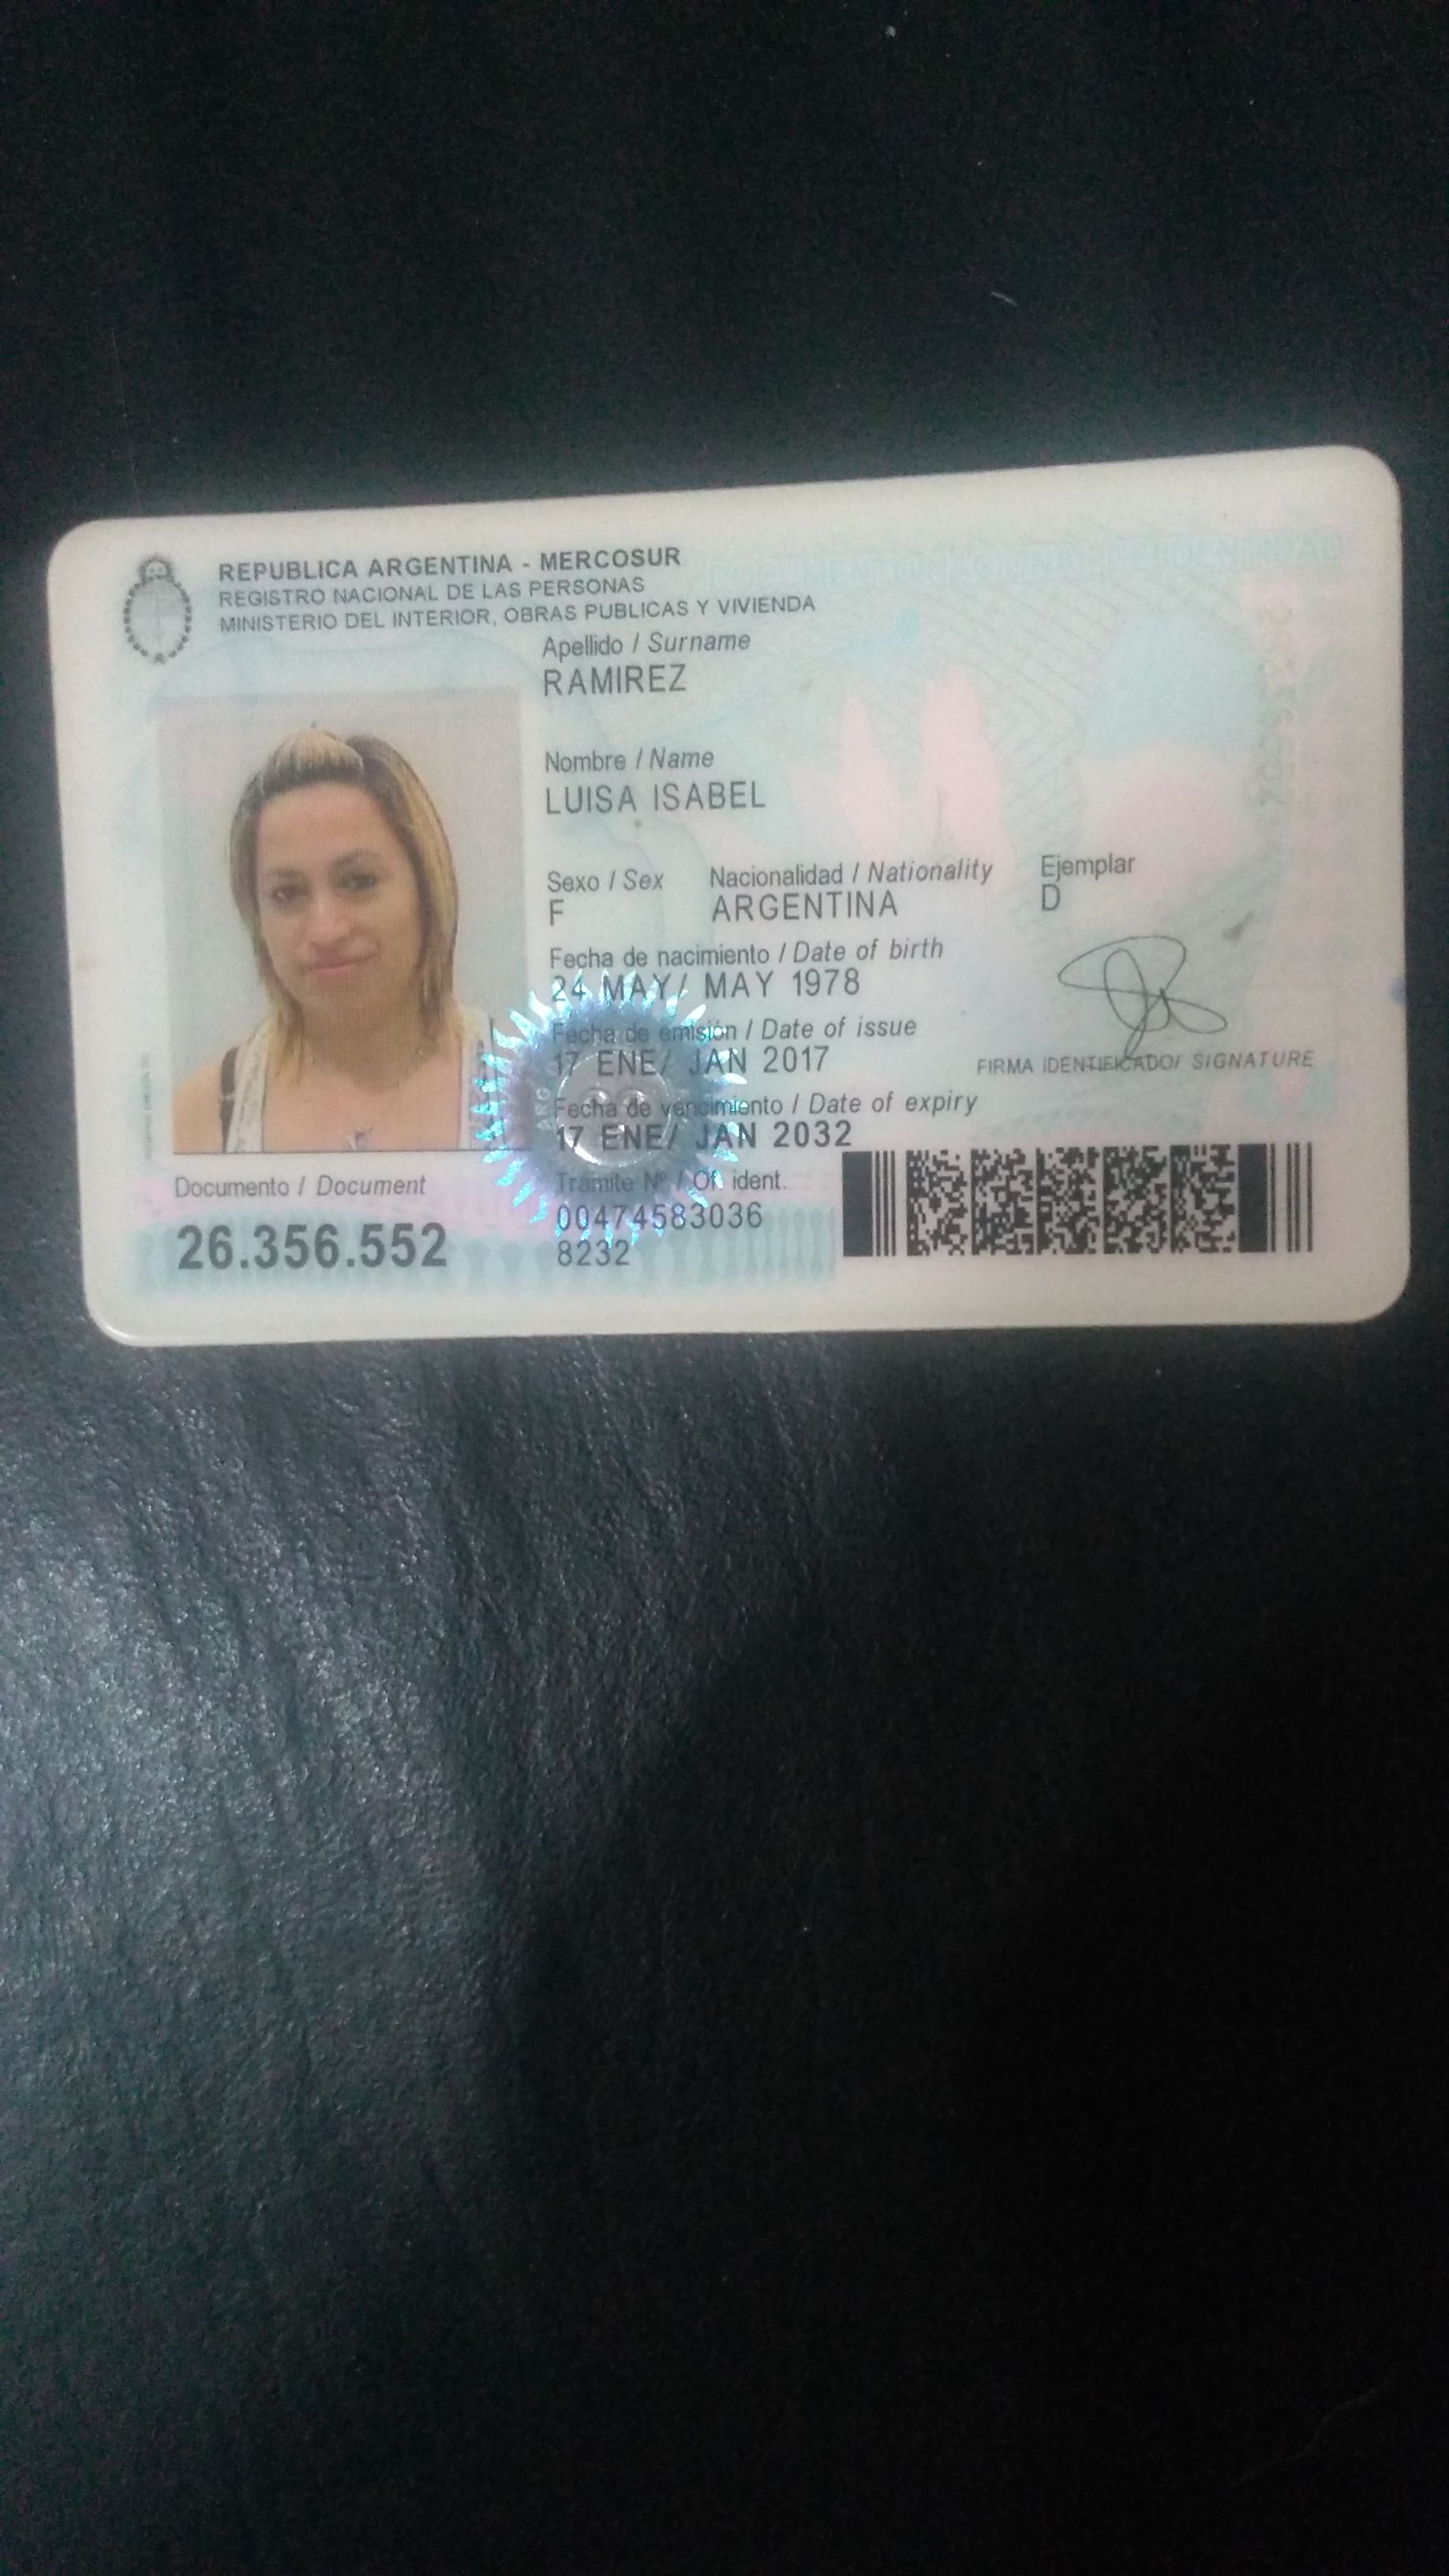 REPUBLICA ARGENTINA - MERCOSUR
REGISTRO NACIONAL DE LAS PERSONAS
MINISTERIO DEL INTERIOR, OBRAS PUBLICAS Y VIVIENDA
Apellido / Surname
RAMIREZ
Nombre / Name
LUISA ISABEL
Sexo / Sex Nacionalidad / Nationality Ejemplar
F ARGENTINA D
Fecha de nacimiento / Date of birth
24 MAY/ MAY 1978
Fecha de emisión / Date of issue
17 ENE/ JAN 2017
FIRMA IDENTIFICADO/ SIGNATURE
Fecha de vencimiento / Date of expiry
17 ENE/ JAN 2032
Documento / Document
26.356.552
Trámite Nº / Of. ident.
00474583036
8232
ARG